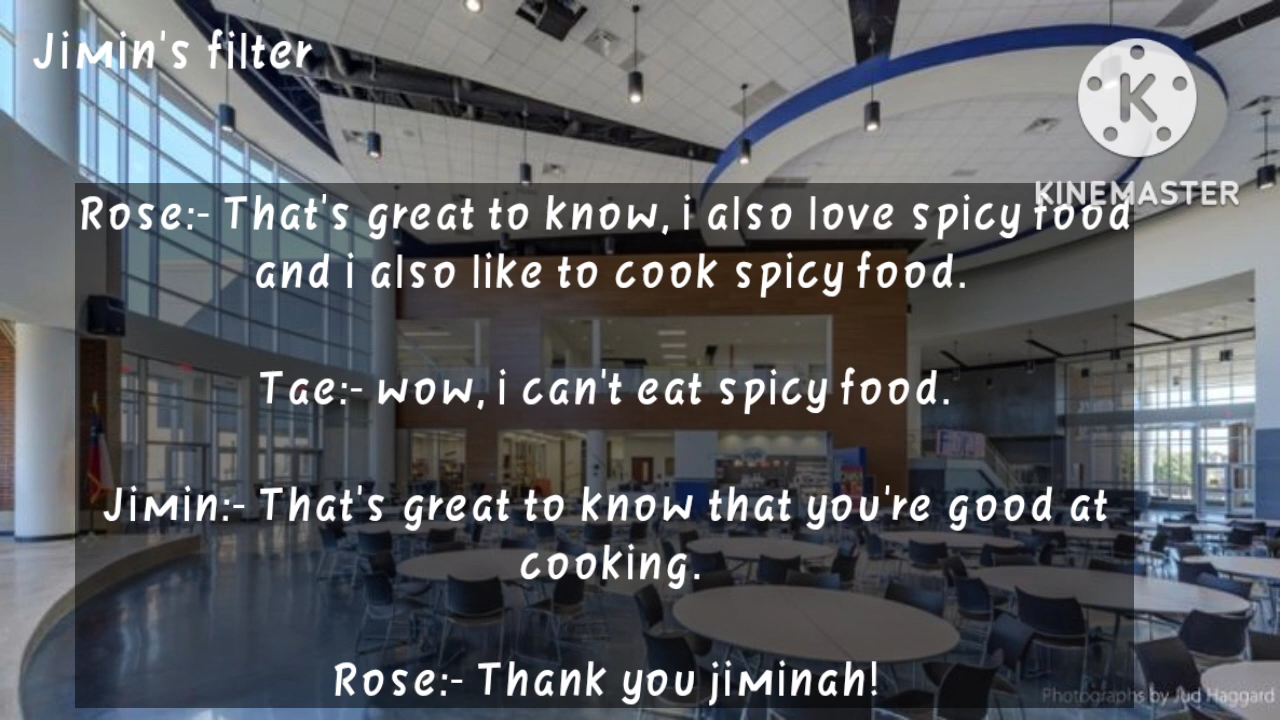 Jimin's filter
K
KINEMASTER
Rose:- That's great to know, i also love spicy food
and i also like to cook spicy food.
Tae:- wow, i can't eat spicy food.
Jimin:- That's great to know that you're good at
cooking.
Rose:- Thank you jiminah!
Photographs by Jud Haggard